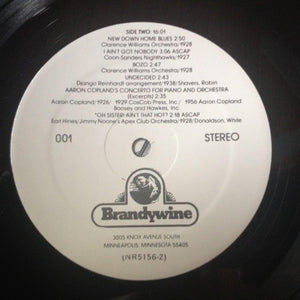 SIDE TWO: 16:01
NEW DOWN HOME BLUES 2:50
Clarence Williams Orchestra/1928
I AIN'T GOT NOBODY 3:06 ASCAP
Coon-Sanders Nighthawks/1927
BOZO 2:47
Clarence Williams Orchestra/1928
UNDECIDED 2:43
Django Reinhardt arrangement/1938/Shavers, Robin
AARON COPLAND'S CONCERTO FOR PIANO AND ORCHESTRA
(Excerpts) 2:35
Aaron Copland/1926/ 1929 CosCob Press, Inc./ 1956 Aaron Copland
Boosey and Hawkes, Inc.
"OH SISTER! AIN'T THAT HOT? 2:18 ASCAP
East Hines/Jimmy Noone's Apex Club Orchestra/1928/Donaldson, White
001
STEREO
Brandywine
3005 KNOX AVENUE SOUTH
MINNEAPOLIS, MINNESOTA 55405
(NR5156-2)